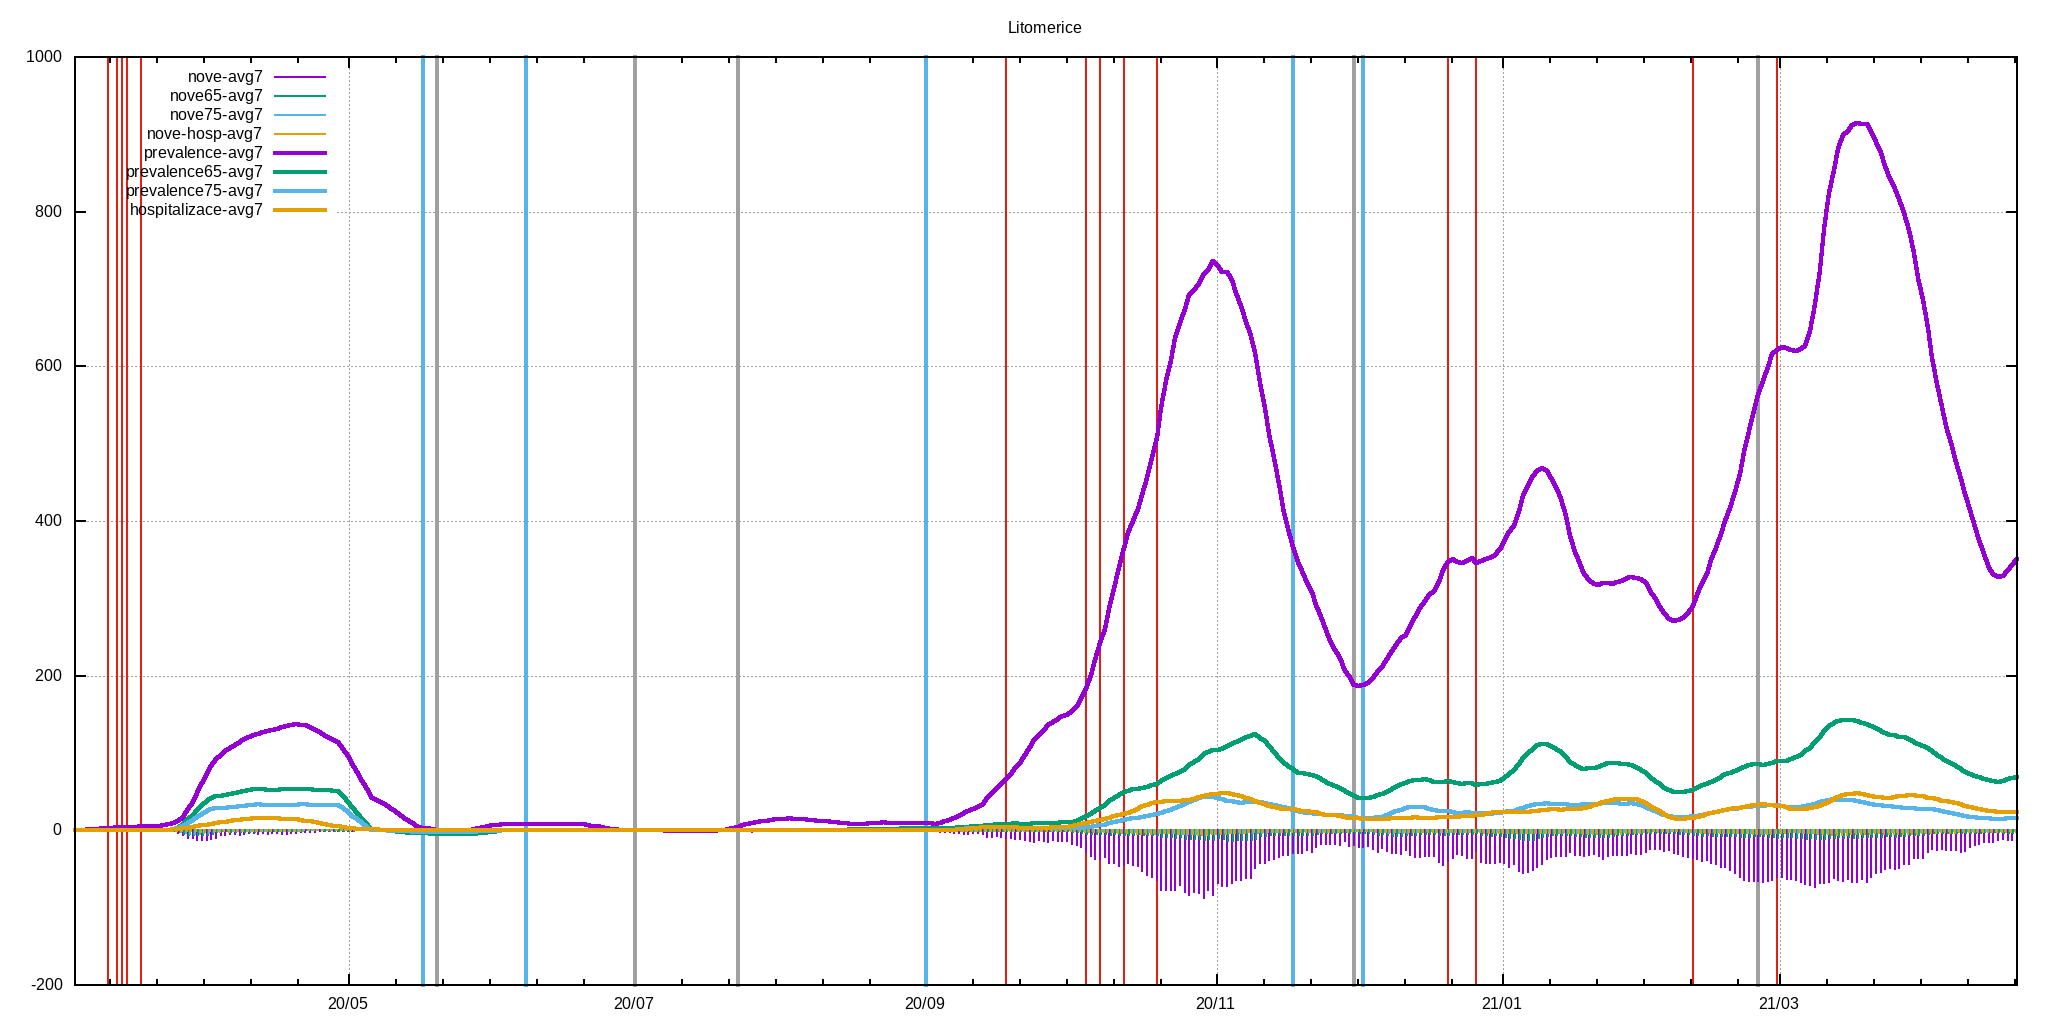 Litomerice
1000
800
600
400
200
0
-200
nove-avg7
nove65-avg7
nove75-avg7
nove-hosp-avg7
prevalence-avg7
prevalence65-avg7
prevalence75-avg7
hospitalizace-avg7
20/05
20/07
20/09
20/11
21/01
21/03